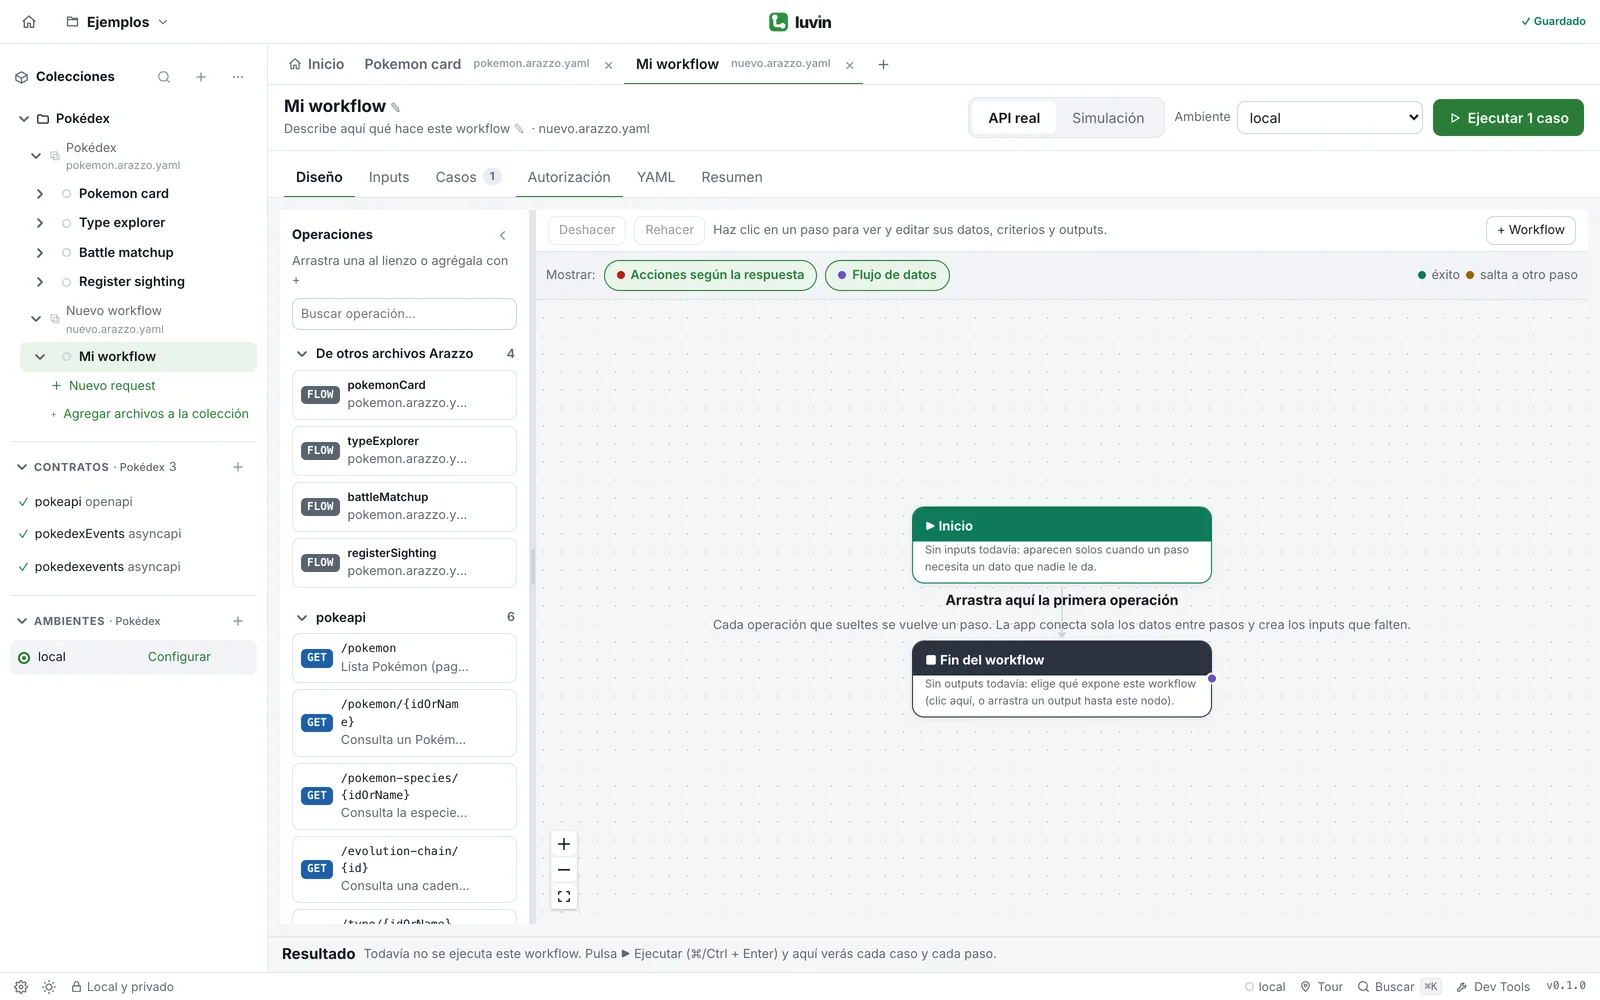 Ejemplos
luvin
Guardado
Colecciones
Pokédex
Pokédex
pokemon.arazzo.yaml
Pokemon card
Type explorer
Battle matchup
Register sighting
Nuevo workflow
nuevo.arazzo.yaml
Mi workflow
+ Nuevo request
+ Agregar archivos a la colección
CONTRATOS · Pokédex 3
pokeapi openapi
pokedexEvents asyncapi
pokedexevents asyncapi
AMBIENTES · Pokédex
local Configurar
Inicio
Pokemon card pokemon.arazzo.yaml
Mi workflow nuevo.arazzo.yaml
Mi workflow
Describe aquí qué hace este workflow · nuevo.arazzo.yaml
API real
Simulación
Ambiente
local
Ejecutar 1 caso
Diseño
Inputs
Casos 1
Autorización
YAML
Resumen
Operaciones
Arrastra una al lienzo o agrégala con
+
Buscar operación...
De otros archivos Arazzo 4
FLOW pokemonCard
pokemon.arazzo.y...
FLOW typeExplorer
pokemon.arazzo.y...
FLOW battleMatchup
pokemon.arazzo.y...
FLOW registerSighting
pokemon.arazzo.y...
pokeapi 6
GET /pokemon
Lista Pokémon (pag...
GET /pokemon/{idOrNam
e}
Consulta un Pokém...
GET /pokemon-species/
{idOrName}
Consulta la especie...
GET /evolution-chain/
{id}
Consulta una caden...
/type/{idOrName}
Deshacer
Rehacer
Haz clic en un paso para ver y editar sus datos, criterios y outputs.
+ Workflow
Mostrar:
Acciones según la respuesta
Flujo de datos
éxito
salta a otro paso
Inicio
Sin inputs todavía: aparecen solos cuando un paso
necesita un dato que nadie le da.
Arrastra aquí la primera operación
Cada operación que sueltes se vuelve un paso. La app conecta sola los datos entre pasos y crea los inputs que falten.
Fin del workflow
Sin outputs todavía: elige qué expone este workflow
(clic aquí, o arrastra un output hasta este nodo).
Resultado Todavía no se ejecuta este workflow. Pulsa ▶ Ejecutar (⌘/Ctrl + Enter) y aquí verás cada caso y cada paso.
Local y privado
local
Tour
Buscar ⌘K
Dev Tools
v0.1.0